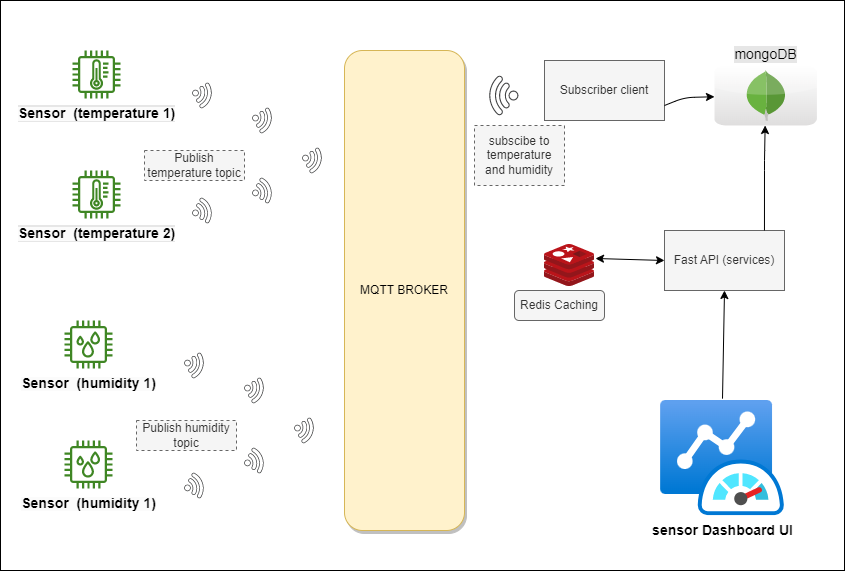 mongoDB
Sensor (temperature 1)
Subscriber client
Publish
temperature topic
subscibe to
temperature
and humidity
Sensor (temperature 2)
Fast API (services)
MQTT BROKER
Redis Caching
Sensor (humidity 1)
Publish humidity
topic
Sensor (humidity 1)
sensor Dashboard UI